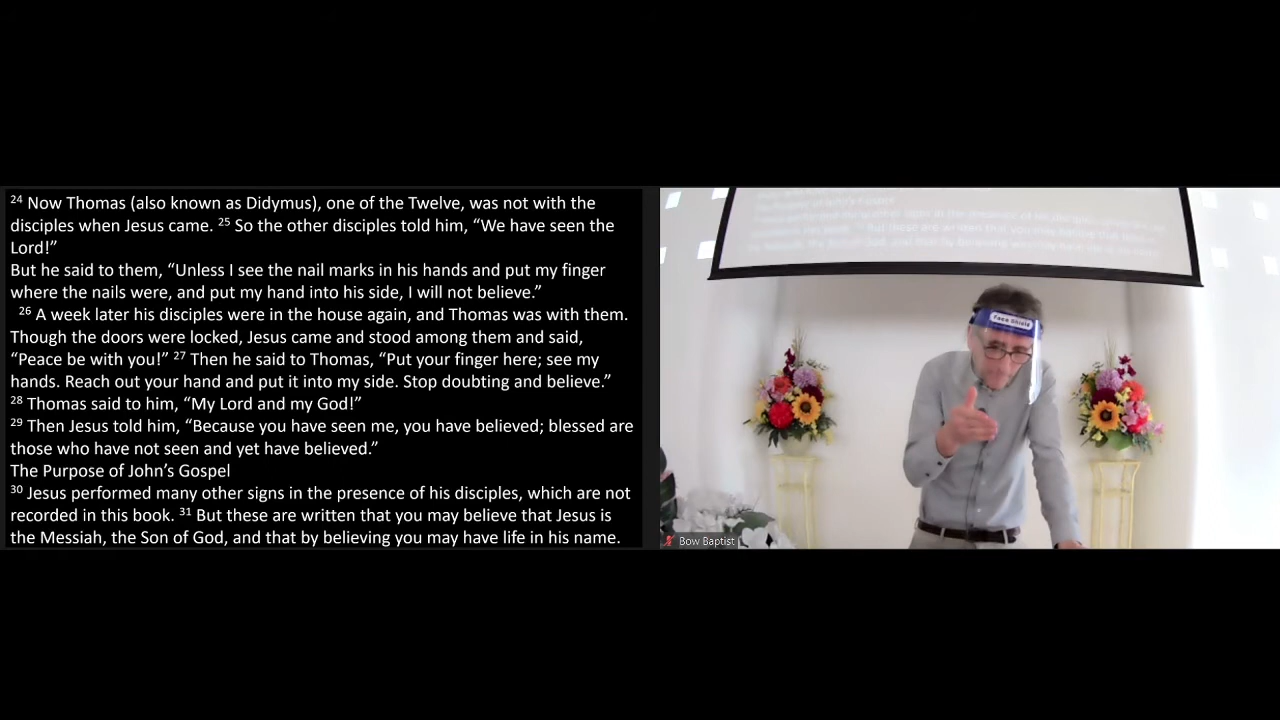 24 Now Thomas (also known as Didymus), one of the Twelve, was not with the
disciples when Jesus came. 25 So the other disciples told him, “We have seen the
Lord!”
But he said to them, “Unless I see the nail marks in his hands and put my finger
where the nails were, and put my hand into his side, I will not believe.”
26 A week later his disciples were in the house again, and Thomas was with them.
Though the doors were locked, Jesus came and stood among them and said,
“Peace be with you!” 27 Then he said to Thomas, “Put your finger here; see my
hands. Reach out your hand and put it into my side. Stop doubting and believe.”
28 Thomas said to him, “My Lord and my God!”
29 Then Jesus told him, “Because you have seen me, you have believed; blessed are
those who have not seen and yet have believed.”
The Purpose of John’s Gospel
30 Jesus performed many other signs in the presence of his disciples, which are not
recorded in this book. 31 But these are written that you may believe that Jesus is
the Messiah, the Son of God, and that by believing you may have life in his name.
Face Shield
Bow Baptist